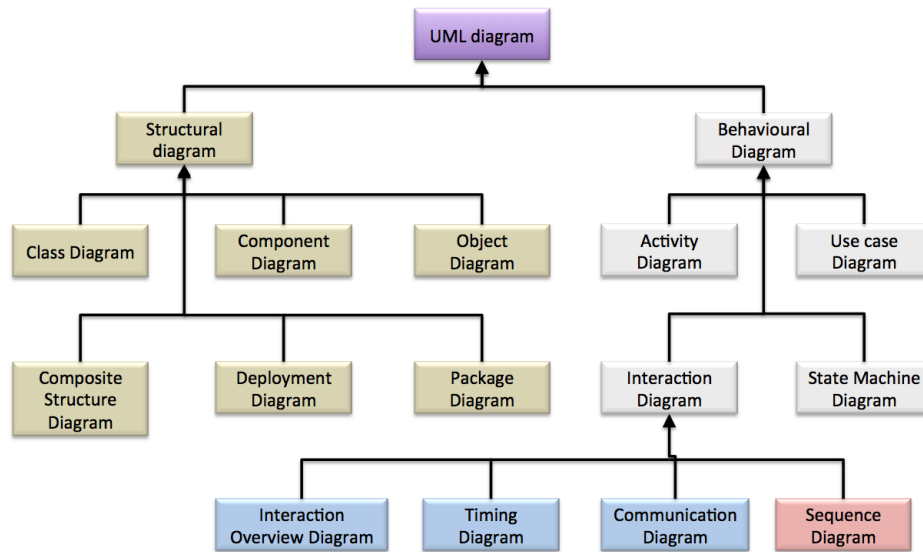 UML diagram
Structural
diagram
Behavioural
Diagram
Class Diagram
Component
Diagram
Object
Diagram
Activity
Diagram
Use case
Diagram
Composite
Structure
Diagram
Deployment
Diagram
Package
Diagram
Interaction
Diagram
State Machine
Diagram
Interaction
Overview Diagram
Timing
Diagram
Communication
Diagram
Sequence
Diagram